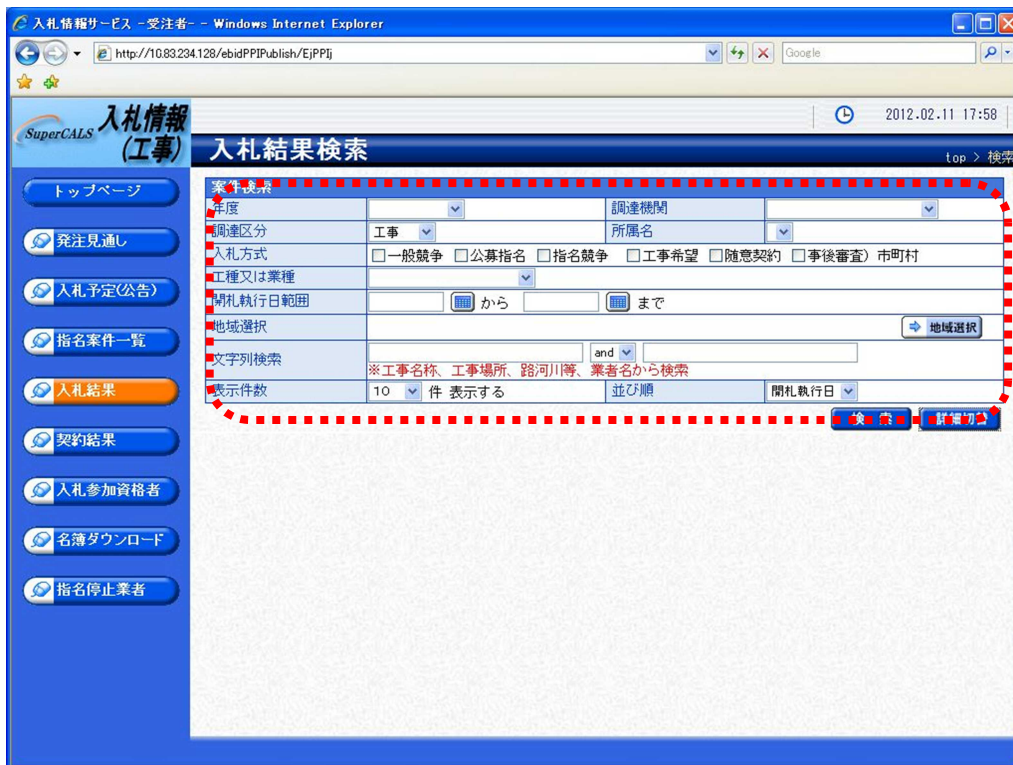 入札情報サービス -受注者- - Windows Internet Explorer
http://10.83.234.128/ebidPPIPublish/EjPPIj
Google
SuperCALS 入札情報
(工事)
2012.02.11 17:58
入札結果検索
top > 検索
トップページ
発注見通し
入札予定(公告)
指名案件一覧
入札結果
契約結果
入札参加資格者
名簿ダウンロード
指名停止業者
案件検索
年度 調達機関
調達区分 工事 所属名
入札方式 一般競争 公募指名 指名競争 工事希望 随意契約 事後審査) 市町村
工種又は業種
開札執行日範囲 から まで
地域選択 地域選択
文字列検索 and
※工事名称、工事場所、路河川等、業者名から検索
表示件数 10 件 表示する 並び順 開札執行日
検 索 詳細切替